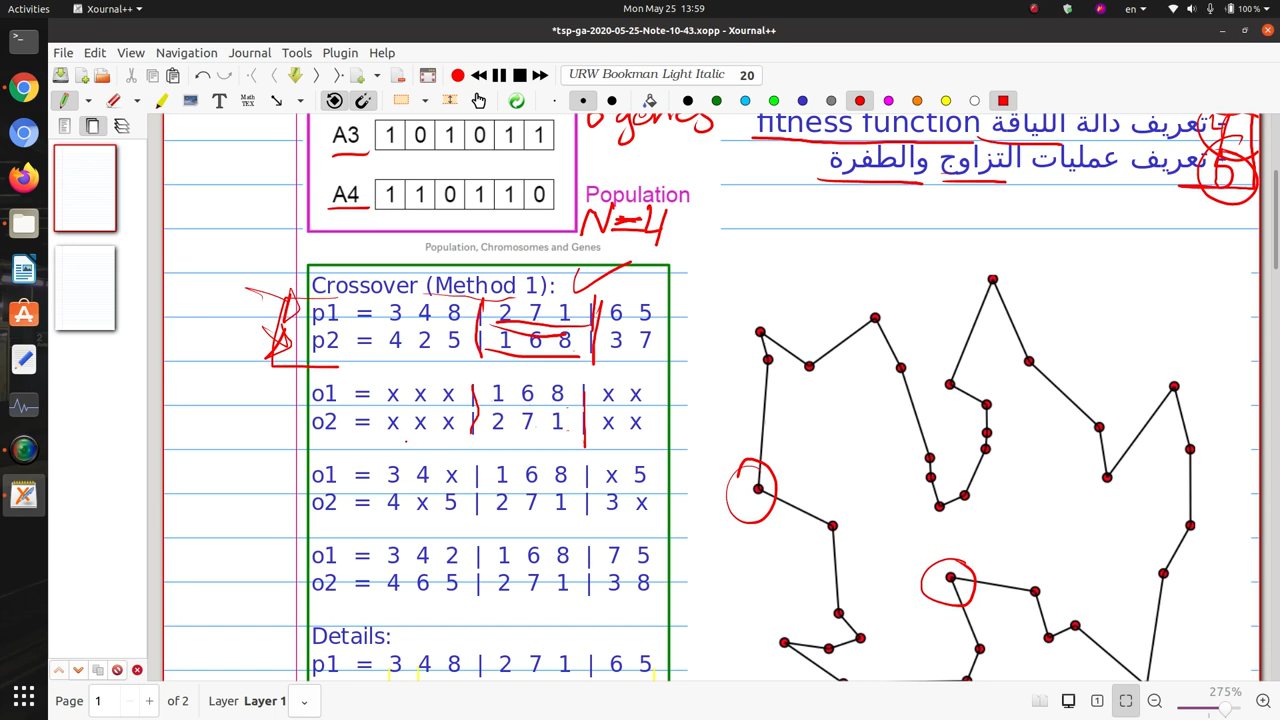 Activities Xournal++ Mon May 25 13:59 en 100 %
*tsp-ga-2020-05-25-Note-10-43.xopp - Xournal++
File Edit View Navigation Journal Tools Plugin Help
URW Bookman Light Italic 20
Math TEX
6 genes
A3 1 0 1 0 1 1
A4 1 1 0 1 1 0
Population
N=4
Population, Chromosomes and Genes
- تعريف دالة اللياقة fitness function
- تعريف عمليات التزاوج والطفرة
Crossover (Method 1):
p1 = 3 4 8 | 2 7 1 | 6 5
p2 = 4 2 5 | 1 6 8 | 3 7
o1 = x x x | 1 6 8 | x x
o2 = x x x | 2 7 1 | x x
o1 = 3 4 x | 1 6 8 | x 5
o2 = 4 x 5 | 2 7 1 | 3 x
o1 = 3 4 2 | 1 6 8 | 7 5
o2 = 4 6 5 | 2 7 1 | 3 8
Details:
p1 = 3 4 8 | 2 7 1 | 6 5
Page 1 of 2 Layer Layer 1 275%